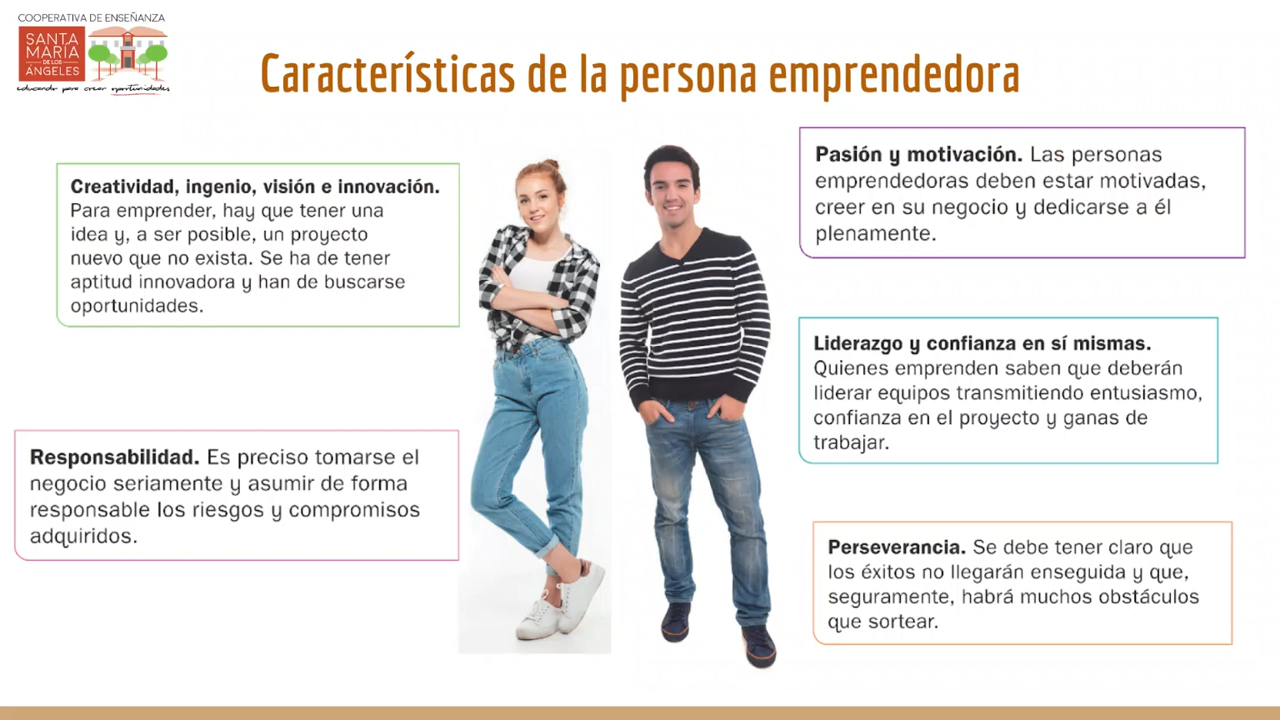 COOPERATIVA DE ENSEÑANZA
SANTA
MARÍA
DE LOS
ÁNGELES
educando para crear oportunidades
Características de la persona emprendedora
Creatividad, ingenio, visión e innovación.
Para emprender, hay que tener una
idea y, a ser posible, un proyecto
nuevo que no exista. Se ha de tener
aptitud innovadora y han de buscarse
oportunidades.
Responsabilidad. Es preciso tomarse el
negocio seriamente y asumir de forma
responsable los riesgos y compromisos
adquiridos.
Pasión y motivación. Las personas
emprendedoras deben estar motivadas,
creer en su negocio y dedicarse a él
plenamente.
Liderazgo y confianza en sí mismas.
Quienes emprenden saben que deberán
liderar equipos transmitiendo entusiasmo,
confianza en el proyecto y ganas de
trabajar.
Perseverancia. Se debe tener claro que
los éxitos no llegarán enseguida y que,
seguramente, habrá muchos obstáculos
que sortear.